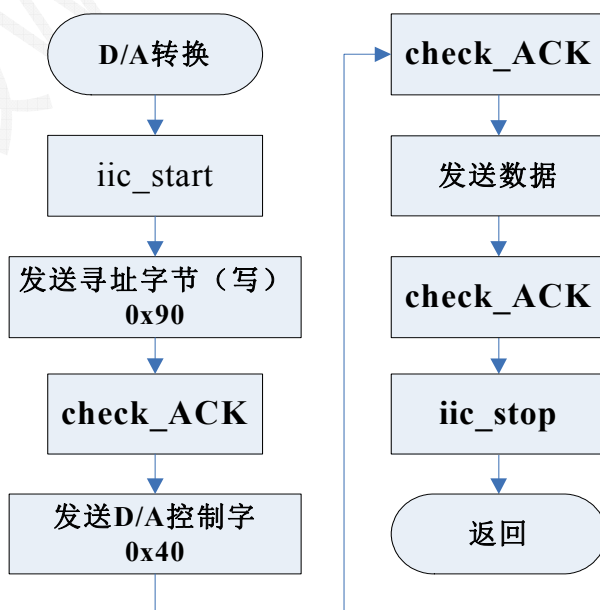 D/A转换
iic_start
发送寻址字节（写）
0x90
check_ACK
发送D/A控制字
0x40
check_ACK
发送数据
check_ACK
iic_stop
返回